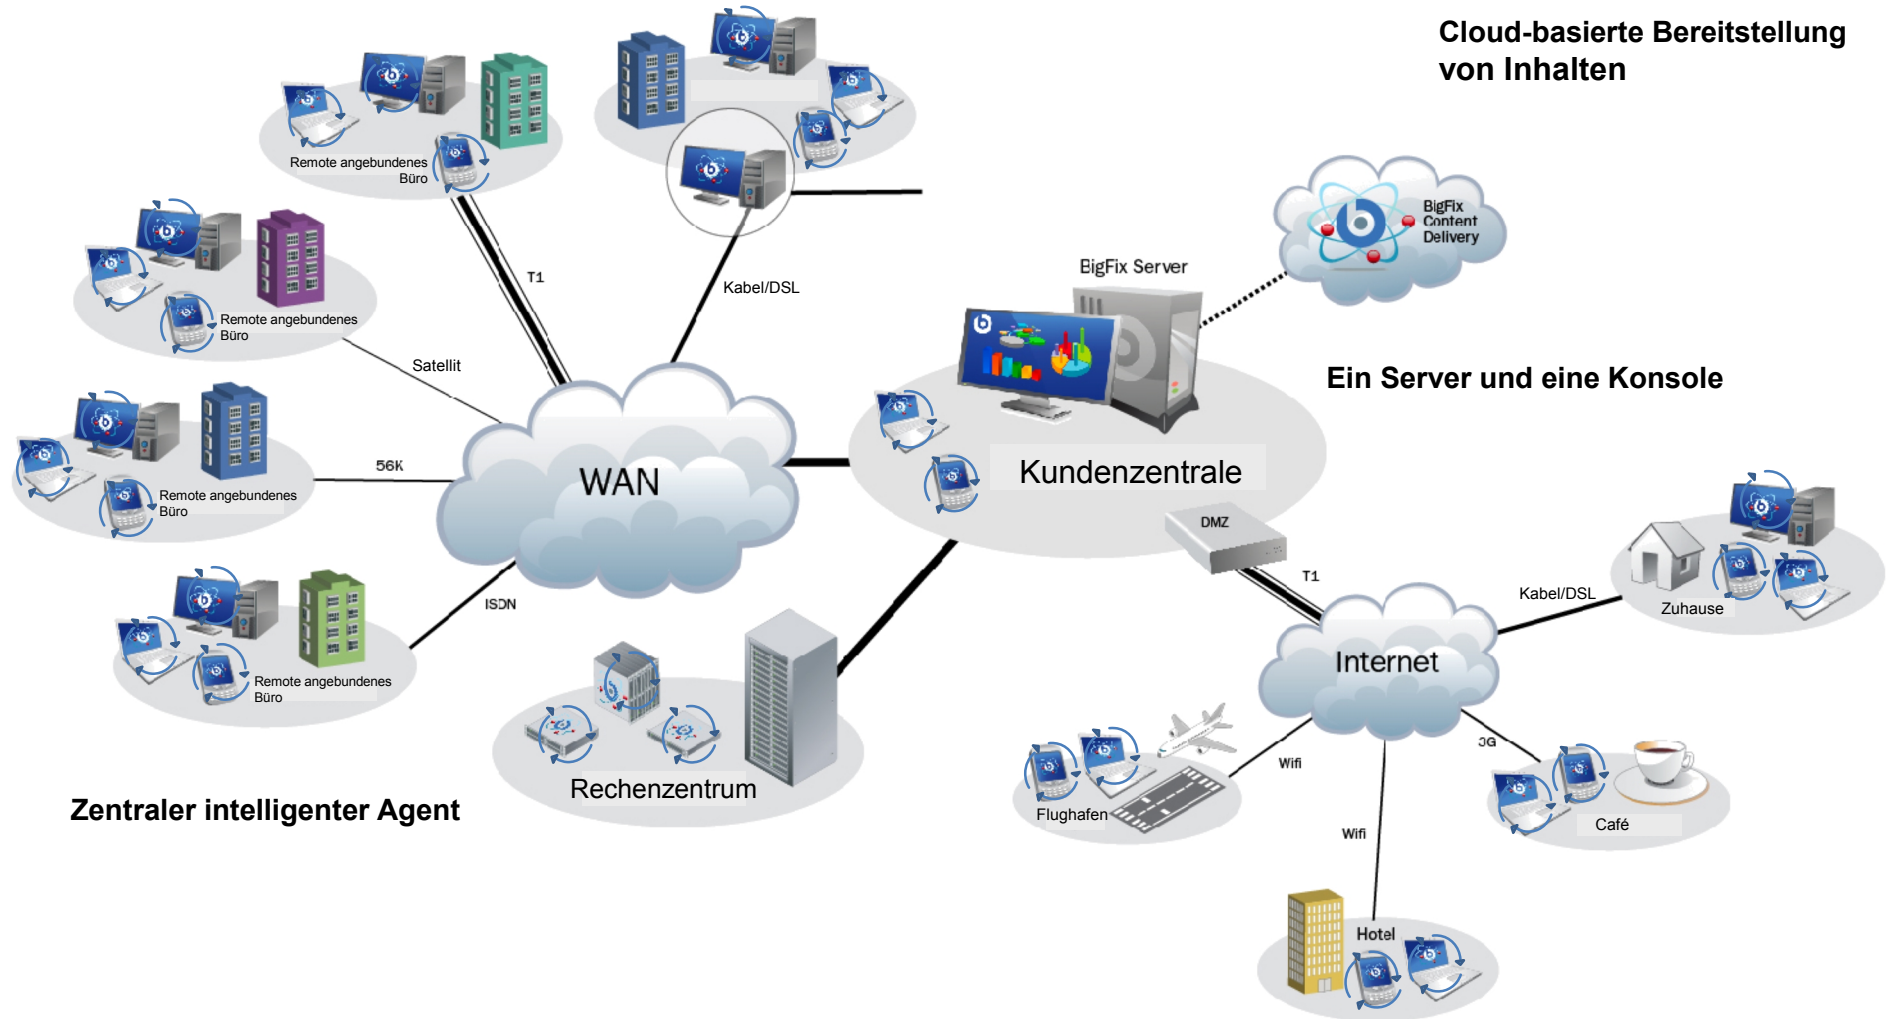 Cloud-basierte Bereitstellung
von Inhalten
Remote angebundenes
Büro
BigFix
Content
Delivery
BigFix Server
T1
Kabel/DSL
Remote angebundenes
Büro
Satellit
Ein Server und eine Konsole
56K
WAN
Kundenzentrale
Remote angebundenes
Büro
DMZ
T1
ISDN
Kabel/DSL
Zuhause
Internet
Remote angebundenes
Büro
3G
Wifi
Rechenzentrum
Zentraler intelligenter Agent
Flughafen
Café
Wifi
Hotel